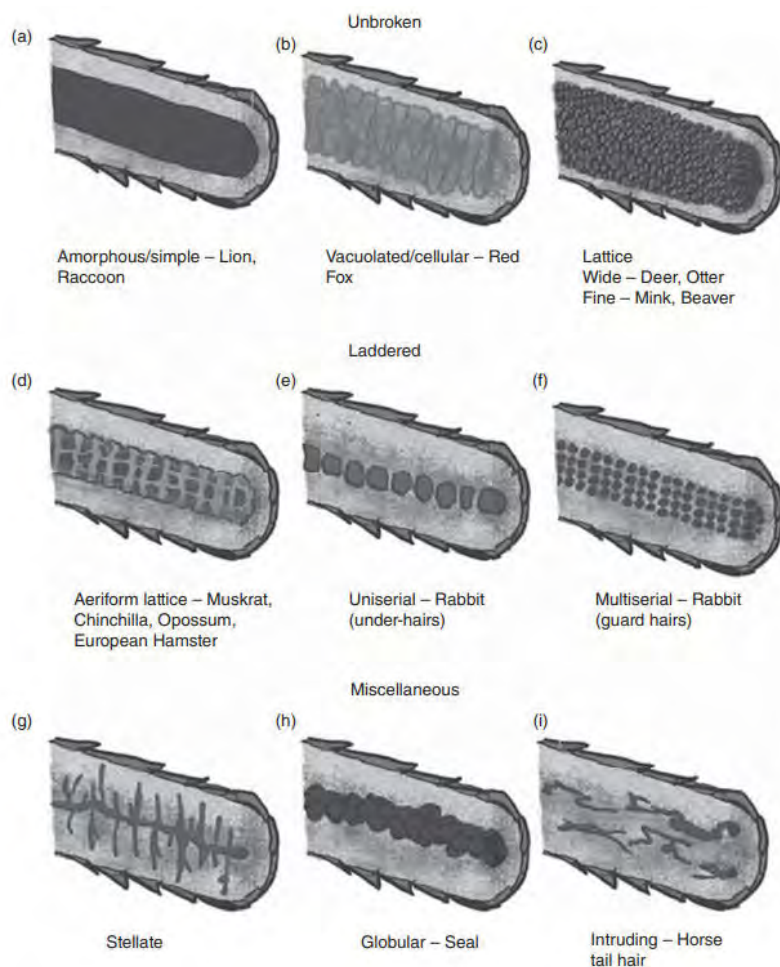 Unbroken
(a)
(b)
(c)
Amorphous/simple – Lion,
Raccoon
Vacuolated/cellular – Red
Fox
Lattice
Wide – Deer, Otter
Fine – Mink, Beaver
Laddered
(d)
(e)
(f)
Aeriform lattice – Muskrat,
Chinchilla, Opossum,
European Hamster
Uniserial – Rabbit
(under-hairs)
Multiserial – Rabbit
(guard hairs)
Miscellaneous
(g)
(h)
(i)
Stellate
Globular – Seal
Intruding – Horse
tail hair